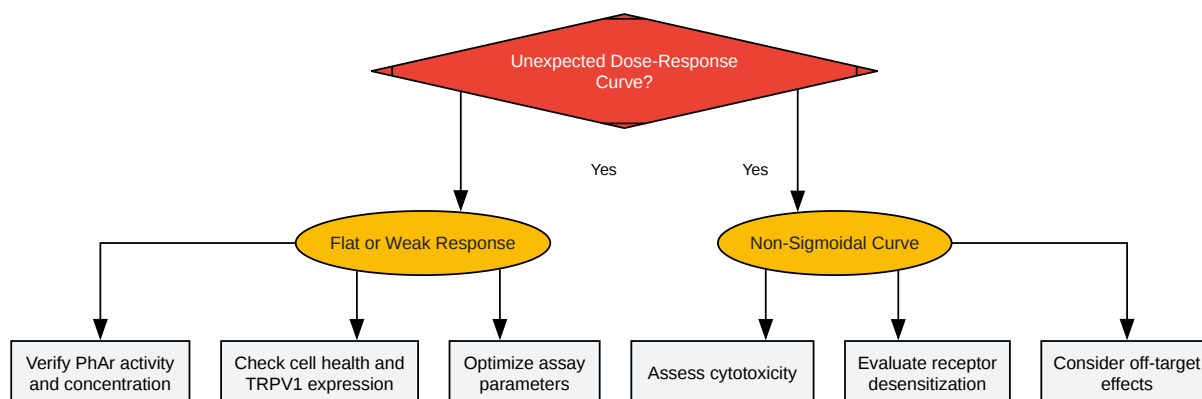 Unexpected Dose-Response
Curve?
Yes
Yes
Flat or Weak Response
Non-Sigmoidal Curve
Verify PhAr activity
and concentration
Check cell health and
TRPV1 expression
Optimize assay
parameters
Assess cytotoxicity
Evaluate receptor
desensitization
Consider off-target
effects